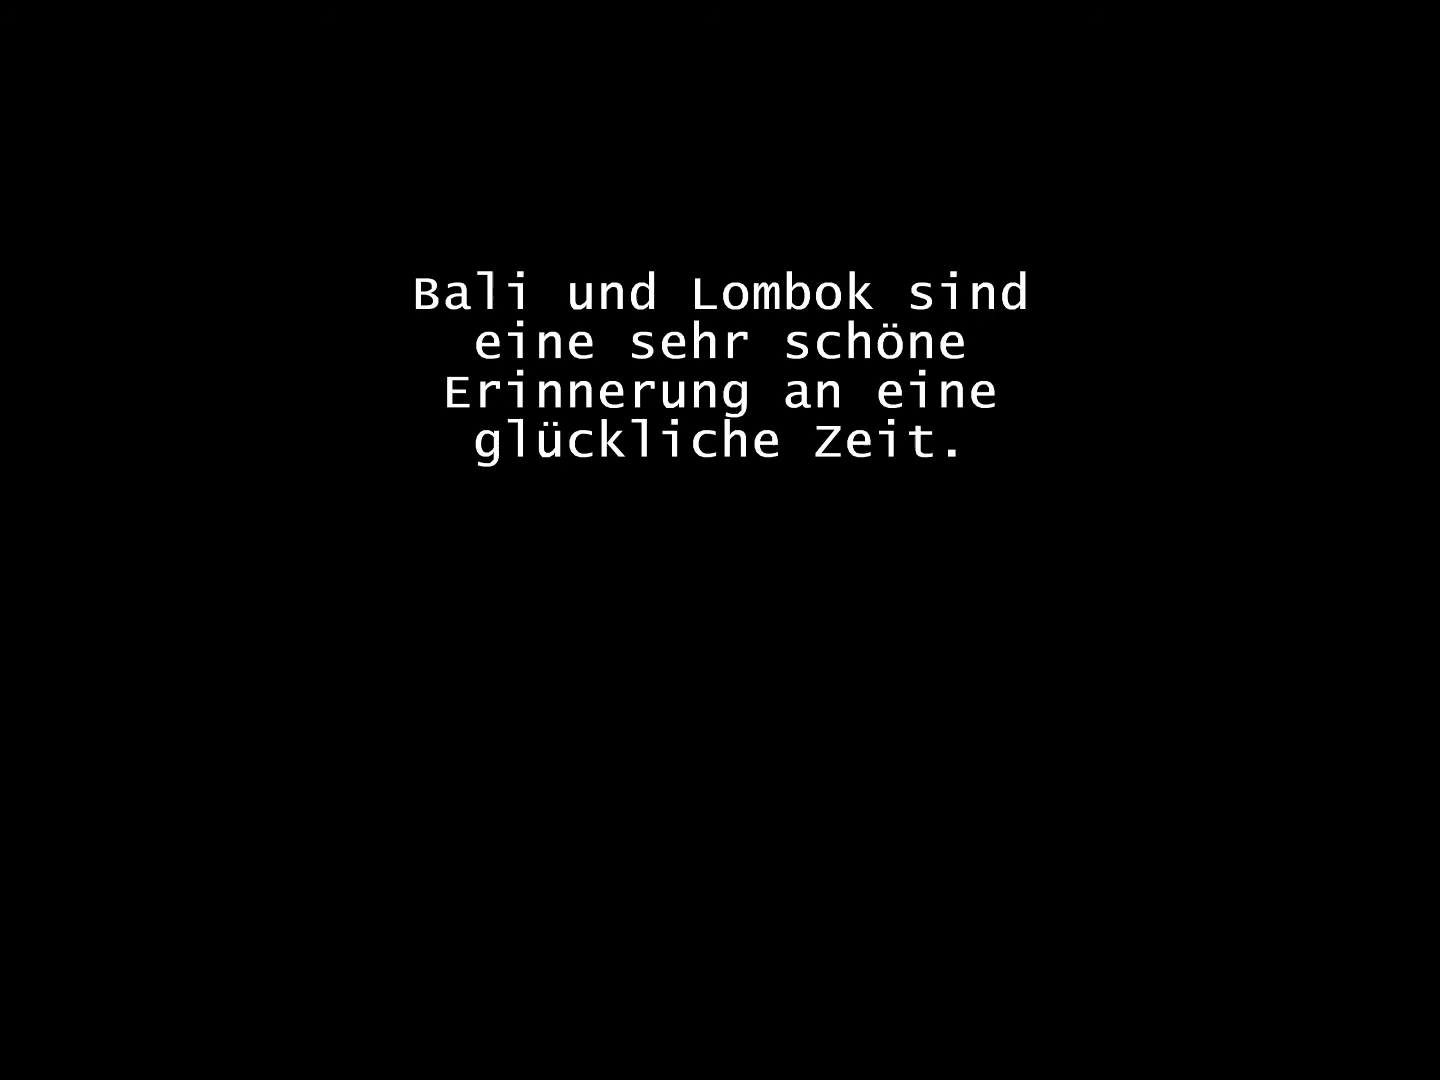 Bali und Lombok sind
eine sehr schöne
Erinnerung an eine
glückliche Zeit.